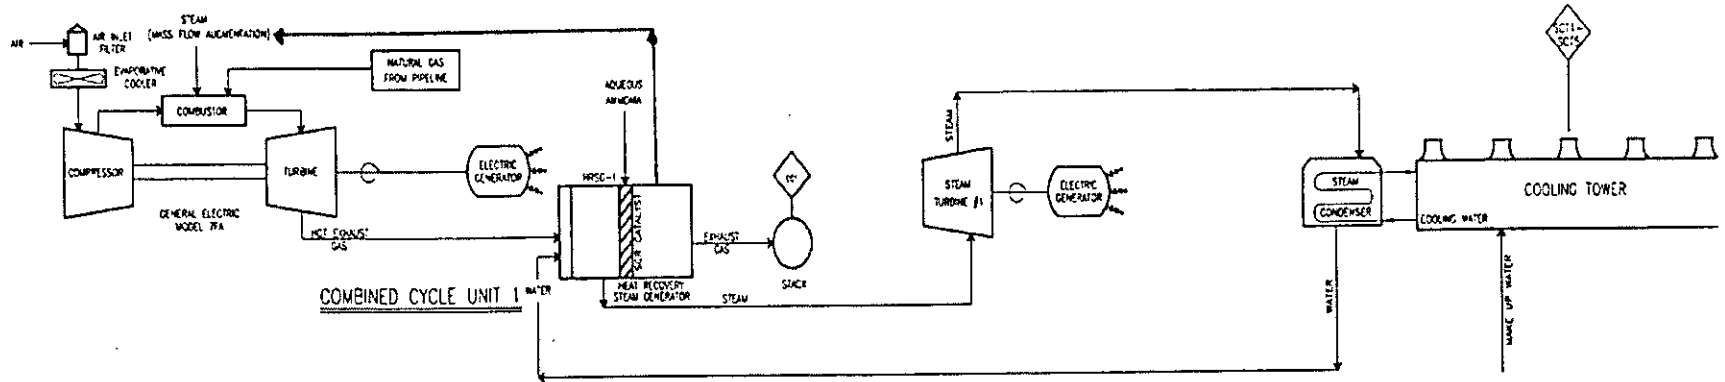 STEAM
(MASS FLOW AUGMENTATION)
AIR
AIR INLET
FILTER
EVAPORATIVE
COOLER
NATURAL GAS
FROM PIPELINE
COMBUSTOR
COMPRESSOR
TURBINE
GENERAL ELECTRIC
MODEL 7FA
ELECTRIC
GENERATOR
HOT EXHAUST
GAS
AQUEOUS
AMMONIA
HRSG-1
SCR CATALYST
HEAT RECOVERY
STEAM GENERATOR
EXHAUST
GAS
STACK
WATER
STEAM
COMBINED CYCLE UNIT 1
STEAM
STEAM
TURBINE #1
ELECTRIC
GENERATOR
STEAM
CONDENSER
COOLING WATER
COOLING TOWER
WATER
MAKE UP WATER